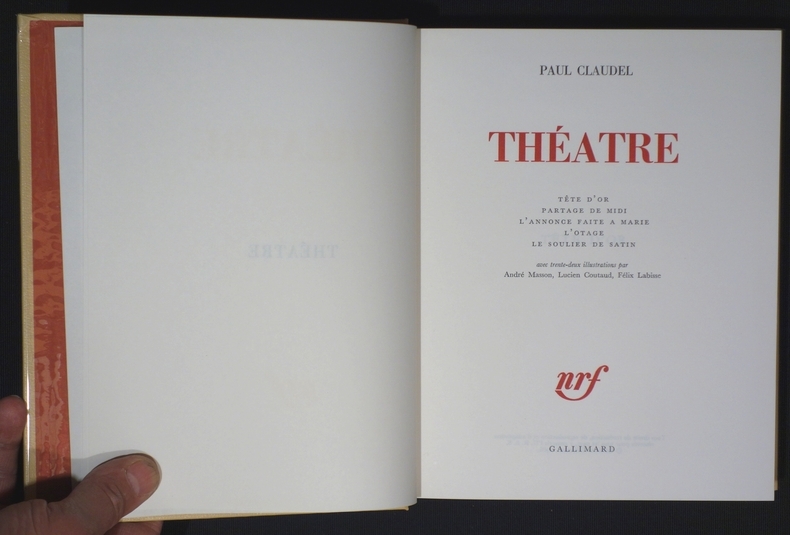 PAUL CLAUDEL
THÉATRE
TÊTE D'OR
PARTAGE DE MIDI
L'ANNONCE FAITE A MARIE
L'OTAGE
LE SOULIER DE SATIN
avec trente-deux illustrations par
André Masson, Lucien Coutaud, Félix Labisse
nrf
GALLIMARD
THÉATRE